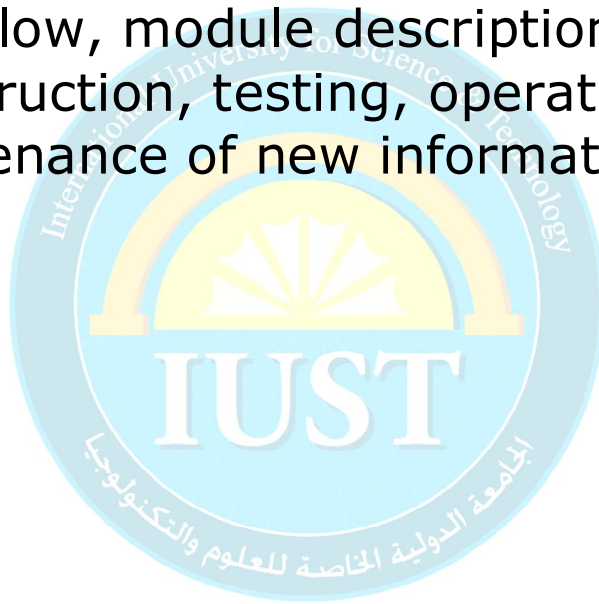 low, module description
ruction, testing, operat
enance of new informat
International University for Science & Technology
IUST
الجامعة الدولية الخاصة للعلوم والتكنولوجيا